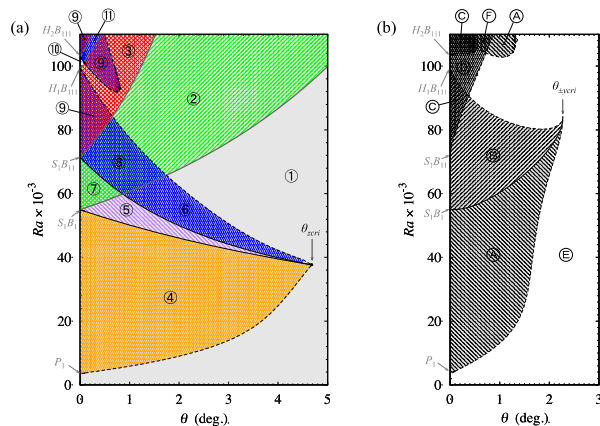 (a)
⑨
⑪
H₂B₁₁₁
⑩
H₁B₁₁₁
③
⑨
⑨
②
S₁B₁₁
⑧
①
⑦
S₁B₁
⑤
⑥
θzcri
④
P₁
Ra × 10⁻³
100
80
60
40
20
0
0 1 2 3 4 5
θ (deg.)
(b)
Ⓒ Ⓕ Ⓐ
H₂B₁₁₁
H₁B₁₁₁
Ⓒ
θ±ycri
S₁B₁₁
Ⓑ
S₁B₁
Ⓐ
Ⓔ
P₁
Ra × 10⁻³
100
80
60
40
20
0
0 1 2 3
θ (deg.)